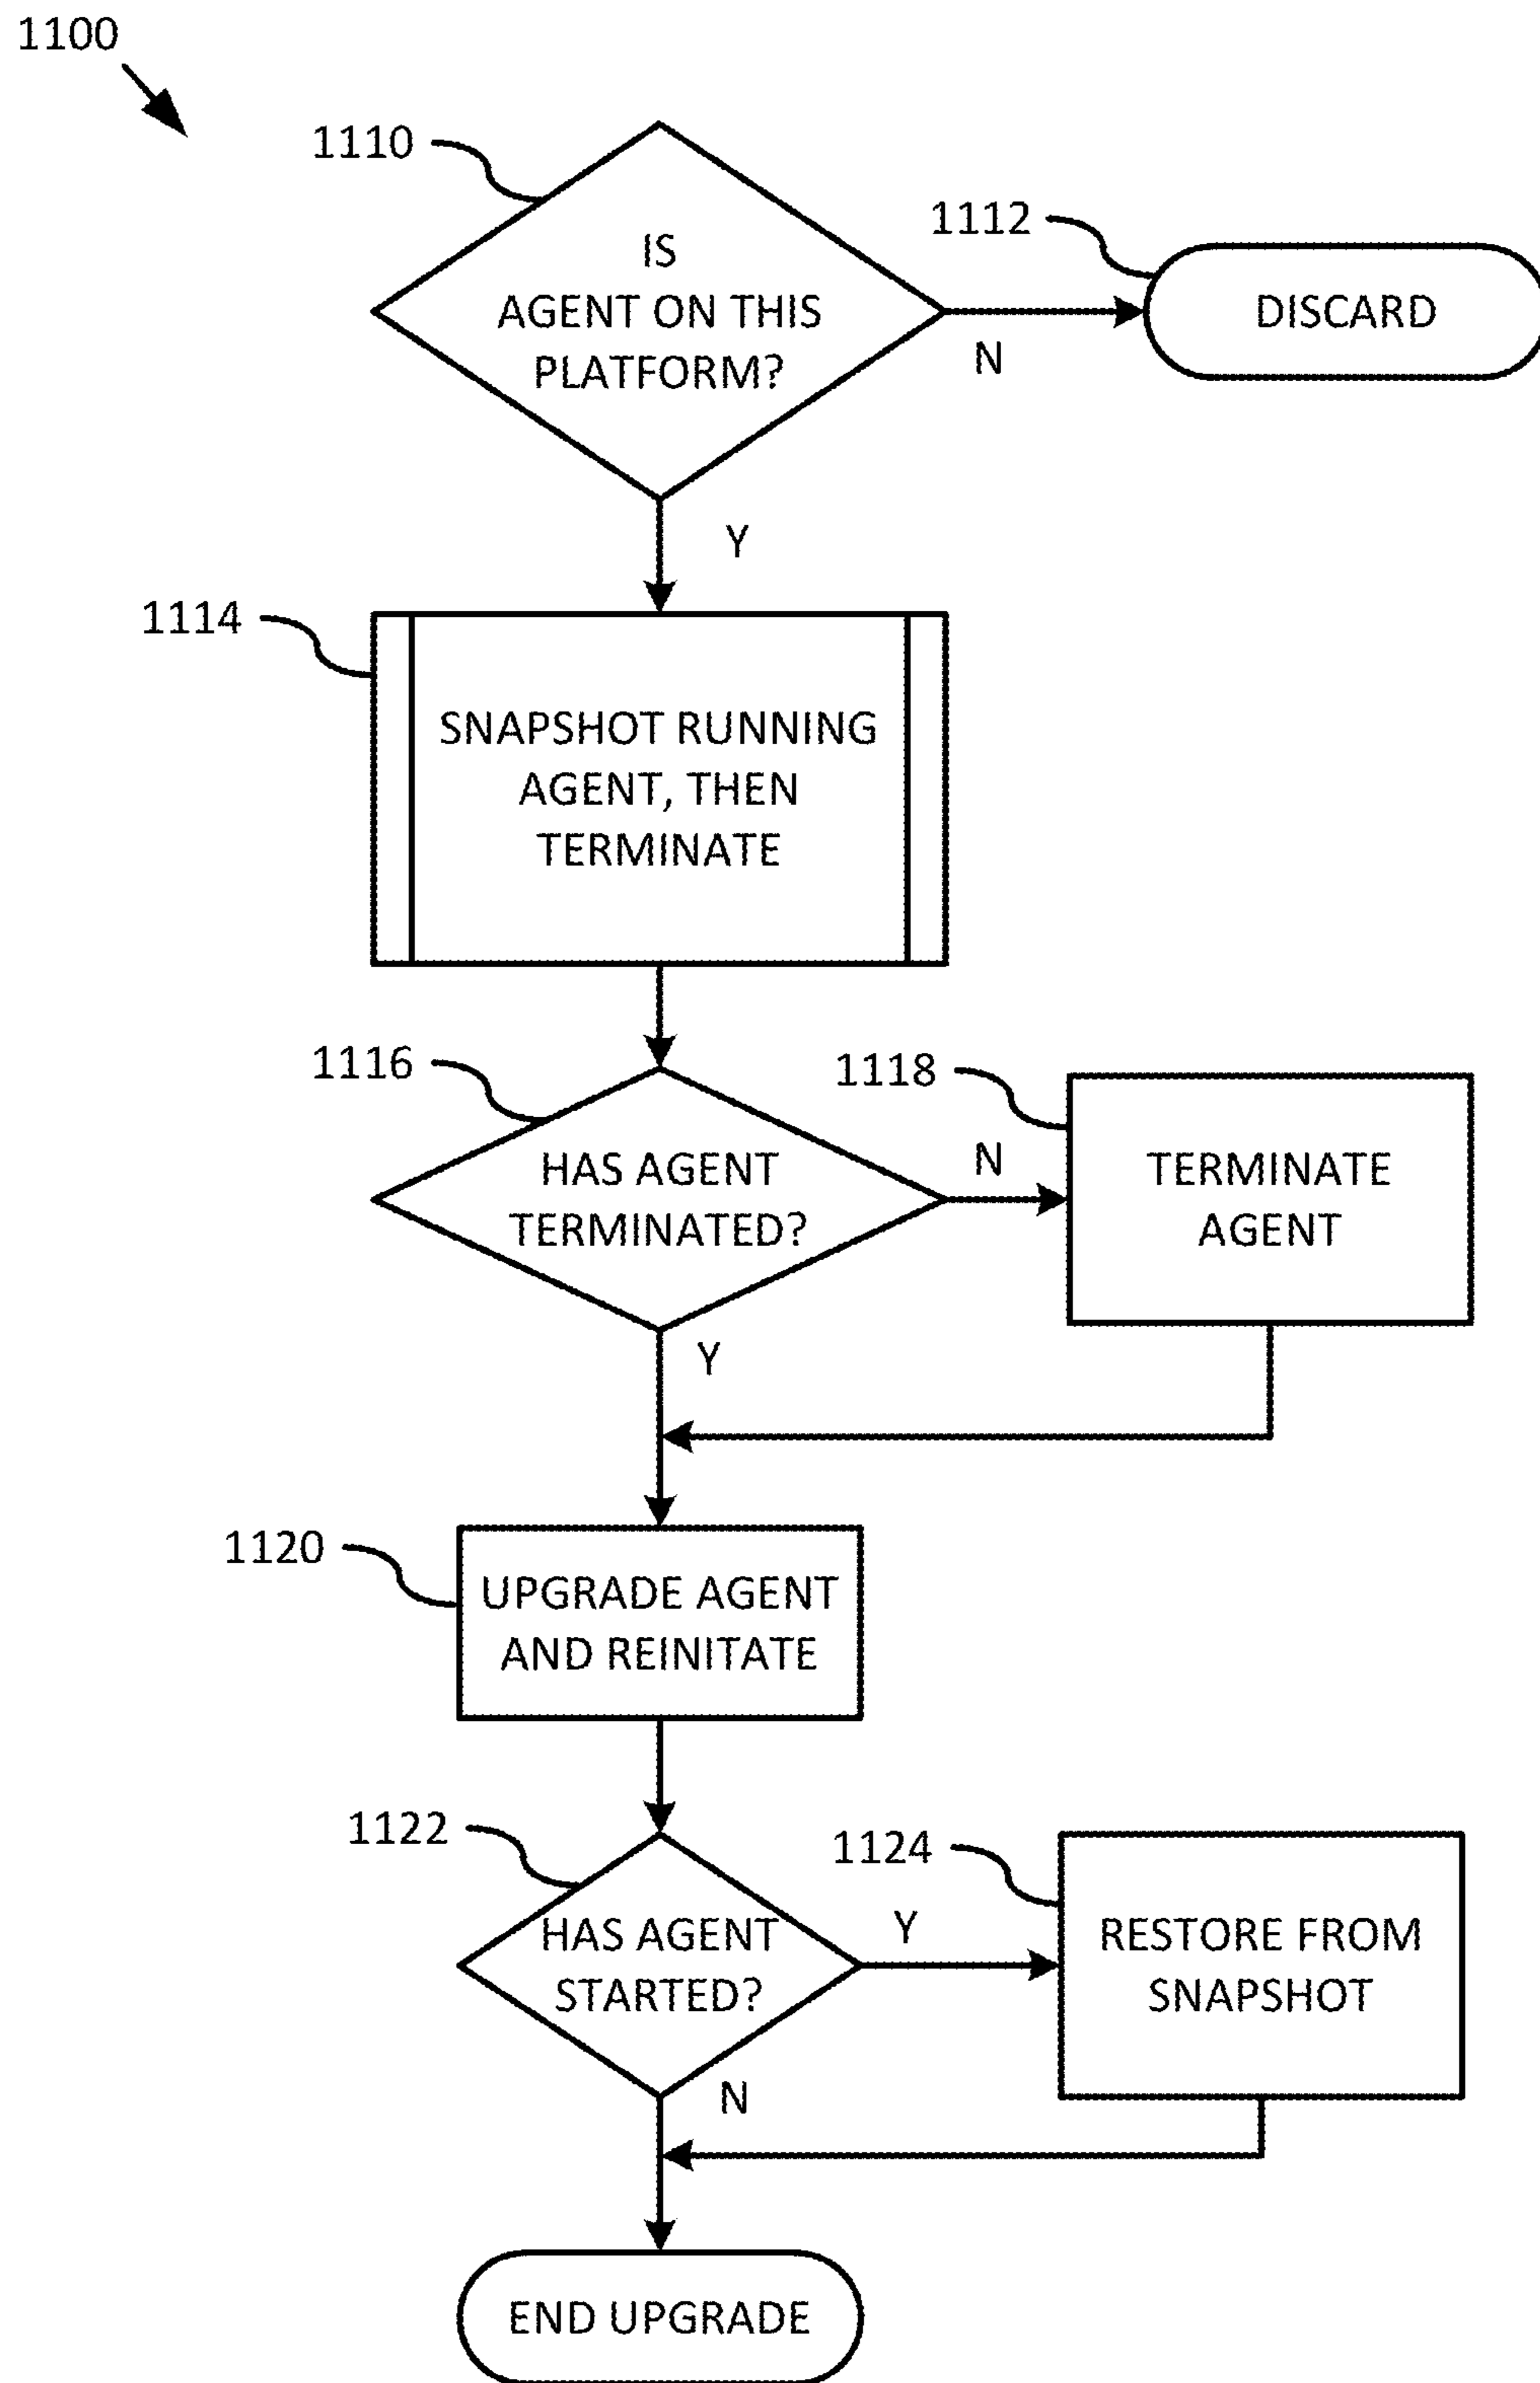 1100
1110
IS
AGENT ON THIS
PLATFORM?
1112
DISCARD
N
Y
1114
SNAPSHOT RUNNING
AGENT, THEN
TERMINATE
1116
HAS AGENT
TERMINATED?
N
1118
TERMINATE
AGENT
Y
1120
UPGRADE AGENT
AND REINITATE
1122
HAS AGENT
STARTED?
Y
1124
RESTORE FROM
SNAPSHOT
N
END UPGRADE